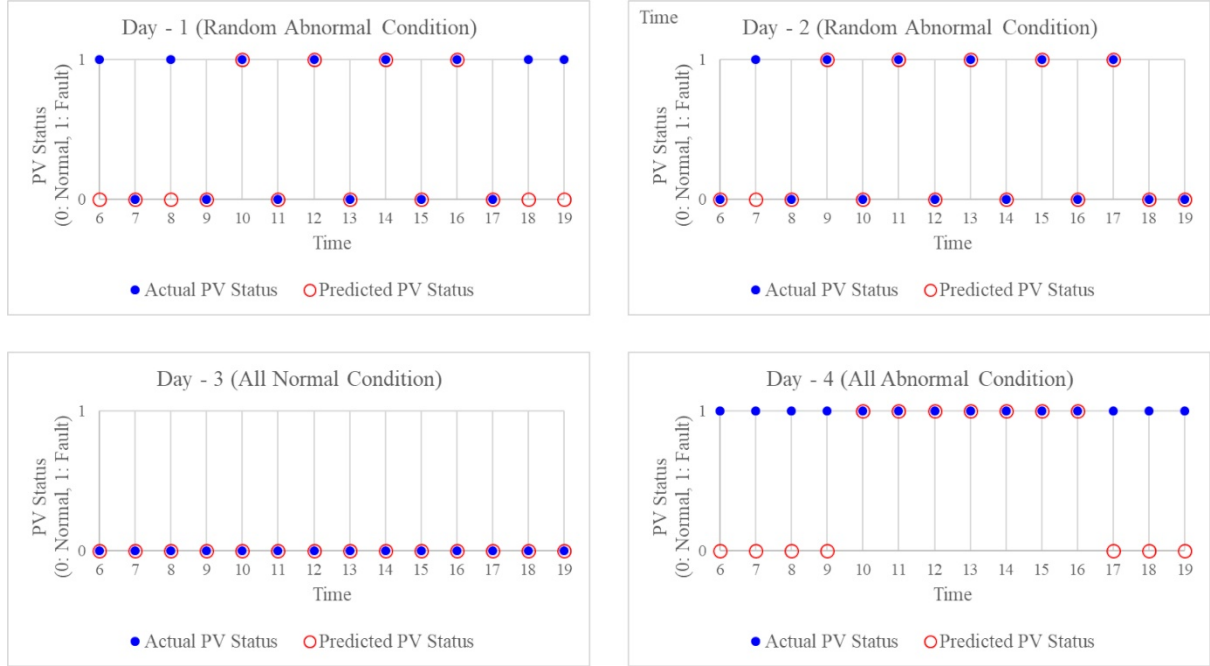 Day - 1 (Random Abnormal Condition)
PV Status
(0: Normal, 1: Fault)
1
0
6 7 8 9 10 11 12 13 14 15 16 17 18 19
Time
Actual PV Status Predicted PV Status
Time
Day - 2 (Random Abnormal Condition)
PV Status
(0: Normal, 1: Fault)
1
0
6 7 8 9 10 11 12 13 14 15 16 17 18 19
Time
Actual PV Status Predicted PV Status
Day - 3 (All Normal Condition)
PV Status
(0: Normal, 1: Fault)
1
0
6 7 8 9 10 11 12 13 14 15 16 17 18 19
Time
Actual PV Status Predicted PV Status
Day - 4 (All Abnormal Condition)
PV Status
(0: Normal, 1: Fault)
1
0
6 7 8 9 10 11 12 13 14 15 16 17 18 19
Time
Actual PV Status Predicted PV Status